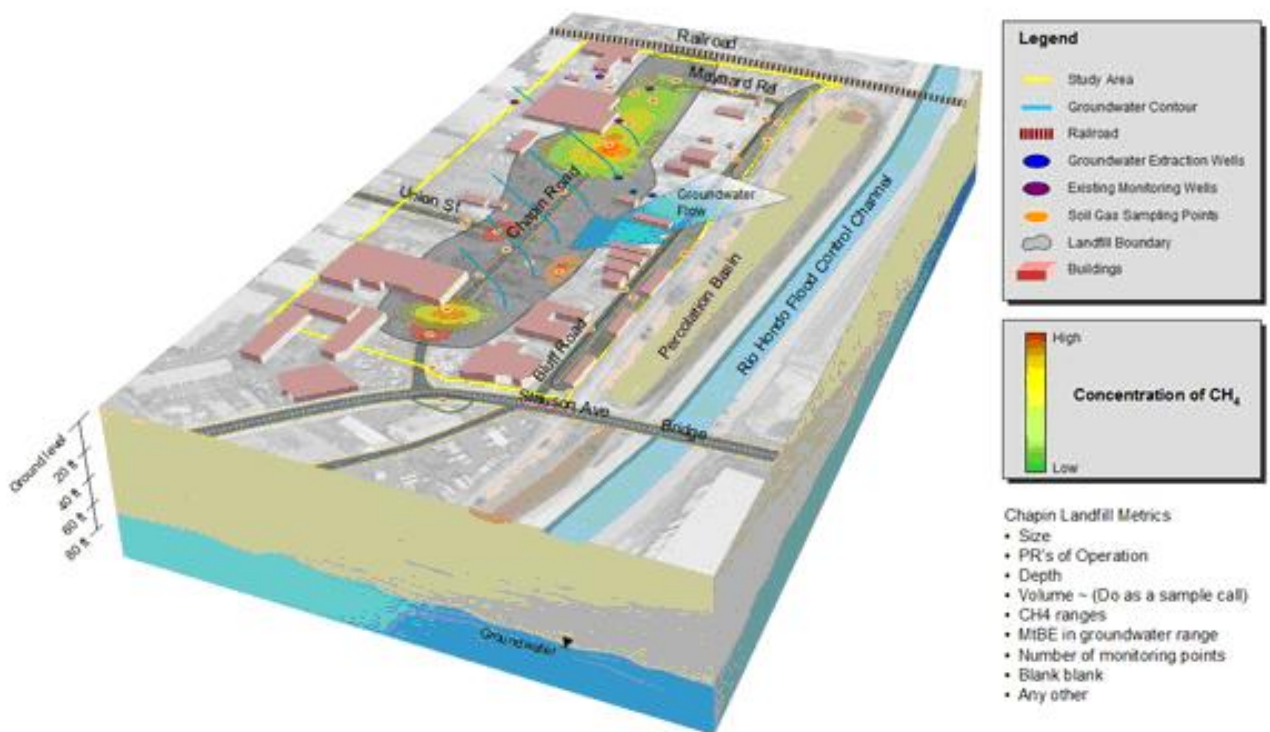 Railroad
Maynard Rd
Union St
Chapin Road
Groundwater
Flow
Percolation Basin
Rio Hondo Flood Control Channel
Bluff Road
Slauson Ave
Bridge
Ground level
20 ft
40 ft
60 ft
80 ft
Groundwater
Legend
Study Area
Groundwater Contour
Railroad
Groundwater Extraction Wells
Existing Monitoring Wells
Soil Gas Sampling Points
Landfill Boundary
Buildings
High
Concentration of CH₄
Low
Chapin Landfill Metrics
• Size
• PR's of Operation
• Depth
• Volume ~ (Do as a sample call)
• CH4 ranges
• MtBE in groundwater range
• Number of monitoring points
• Blank blank
• Any other